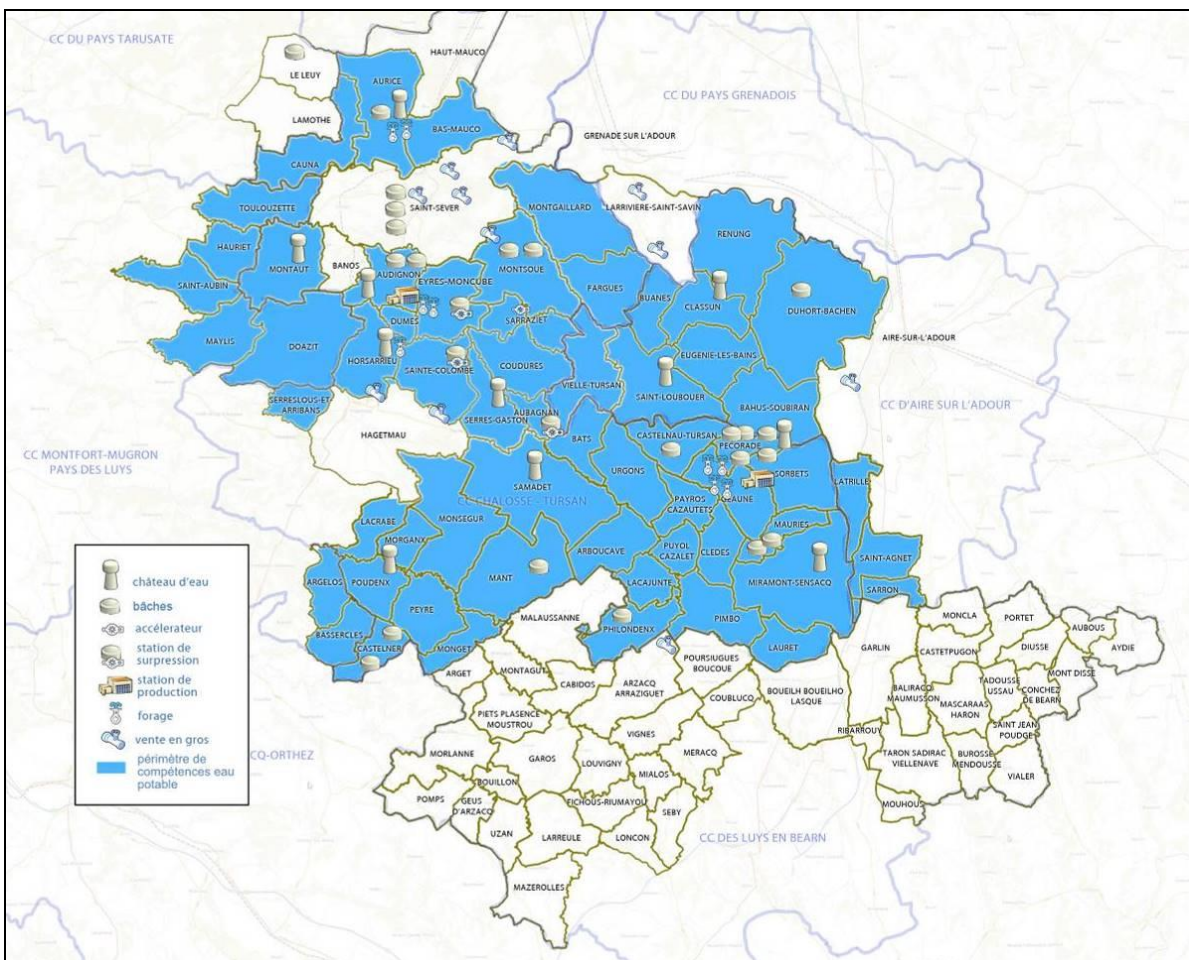 CC DU PAYS TARUSATE
HAUT-MAUCO
LE LEUY
AURICE
CC DU PAYS GRENADOIS
LAMOTHE
BAS-MAUCO
GRENADE SUR L'ADOUR
CAUNA
TOULOUZETTE
SAINT-SEVER
MONTGAILLARD
LARRIVIÈRE-SAINT-SAVIN
RENUNG
HAURIET
MONTAUT
BANOS
AUDIGNON
EYRES-MONCUBE
MONTSOUE
SAINT-AUBIN
FARGUES
BUANES
CLASSUN
DUHORT-BACHEN
DUMES
SARRAZIET
MAYLIS
DOAZIT
HORSARRIEU
SAINTE-COLOMBE
COUDURES
EUGENIE-LES-BAINS
AIRE-SUR-L'ADOUR
VIELLE-TURSAN
SAINT-LOUBOUER
SERRESLOUS-ET-
ARRIBANS
SERRES-GASTON
AUBAGNAN
BAHUS-SOUBIRAN
CC D'AIRE SUR L'ADOUR
HAGETMAU
BATS
CASTELNAU-TURSAN
PECORADE
CC MONTFORT-MUGRON
PAYS DES LUYS
URGONS
SORBETS
LATRILLE
SAMADET
CC CHALOSSE - TURSAN
PAYROS
CAZAUTETS
GEAUNE
LACRABE
MONSEGUR
MAURIES
MORGANX
ARBOUCAVE
PUYOL
CAZALET
CLEDES
SAINT-AGNET
ARGELOS
POUDENX
MANT
MIRAMONT-SENSACQ
LACAJUNTE
SARRON
PEYRE
MALAUSSANNE
PHILONDENX
PIMBO
BASSERCLES
CASTELNER
MONGET
LAURET
MONCLA
PORTET
AUBOUS
AYDIE
ARGET
MONTAGUT
CABIDOS
ARZACQ
ARRAZIGUET
POURSIUGUES
BOUCOUE
GARLIN
CASTETPUGON
DIUSSE
MONT DISSE
COUBLUCQ
BOUEILH BOUEILHO
LASQUE
BALIRACQ
MAUMUSSON
TADOUSSE
USSAU
CONCHEZ
DE BEARN
MASCARAAS
HARON
PIETS PLASENCE
MOUSTROU
VIGNES
RIBARROUY
SAINT JEAN
POUDGE
MORLANNE
GAROS
LOUVIGNY
MERACQ
TARON SADIRAC
VIELLENAVE
BUROSSE
MENDOUSSE
VIALER
CQ-ORTHEZ
BOUILLON
MIALOS
POMPS
GEUS
D'ARZACQ
FICHOUS-RIUMAYOU
SEBY
MOUHOUS
UZAN
LARREULE
LONCON
CC DES LUYS EN BEARN
MAZEROLLES
château d'eau
bâches
accélerateur
station de
surpression
station de
production
forage
vente en gros
périmètre de
compétences eau
potable